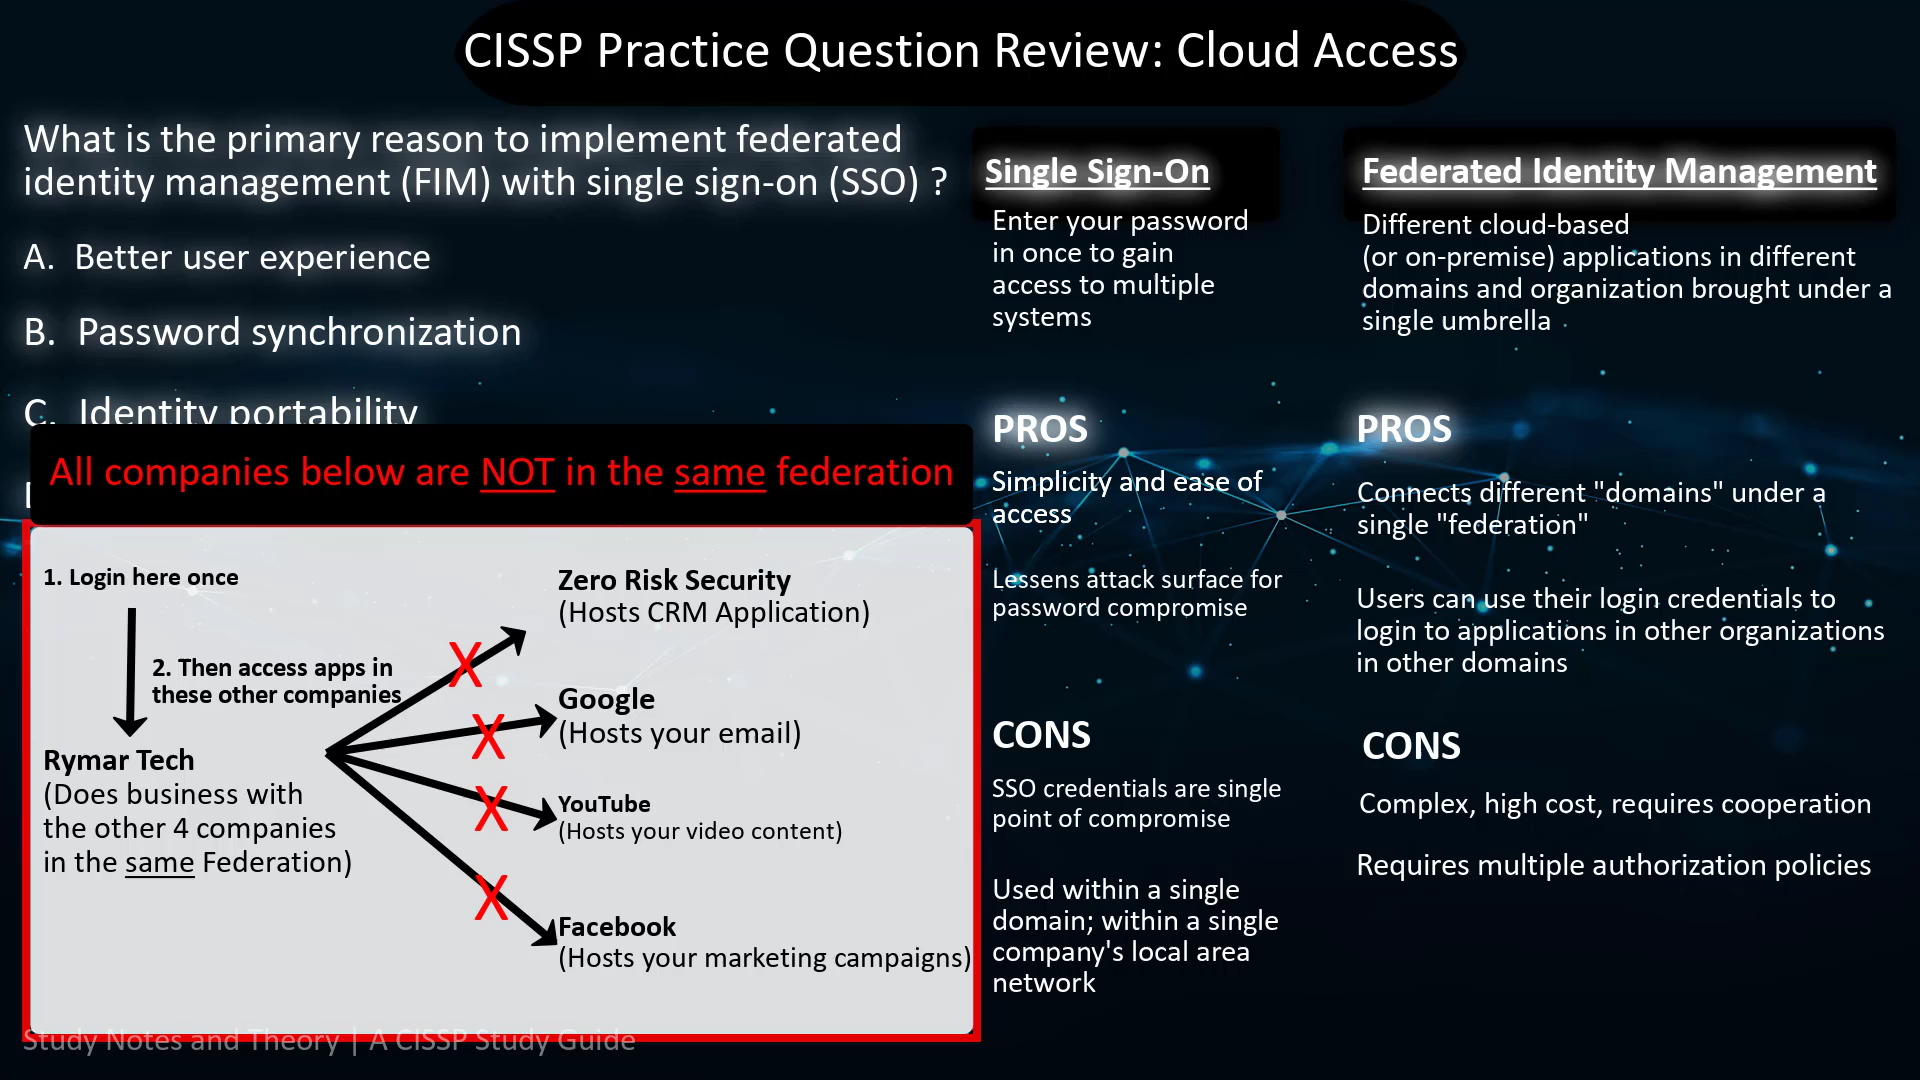 CISSP Practice Question Review: Cloud Access
What is the primary reason to implement federated
identity management (FIM) with single sign-on (SSO) ?
A. Better user experience
B. Password synchronization
C. Identity portability
All companies below are NOT in the same federation
1. Login here once
2. Then access apps in
these other companies
Rymar Tech
(Does business with
the other 4 companies
in the same Federation)
X
X
X
X
Zero Risk Security
(Hosts CRM Application)
Google
(Hosts your email)
YouTube
(Hosts your video content)
Facebook
(Hosts your marketing campaigns)
Study Notes and Theory | A CISSP Study Guide
Single Sign-On
Enter your password
in once to gain
access to multiple
systems
PROS
Simplicity and ease of
access
Lessens attack surface for
password compromise
CONS
SSO credentials are single
point of compromise
Used within a single
domain; within a single
company's local area
network
Federated Identity Management
Different cloud-based
(or on-premise) applications in different
domains and organization brought under a
single umbrella
PROS
Connects different "domains" under a
single "federation"
Users can use their login credentials to
login to applications in other organizations
in other domains
CONS
Complex, high cost, requires cooperation
Requires multiple authorization policies